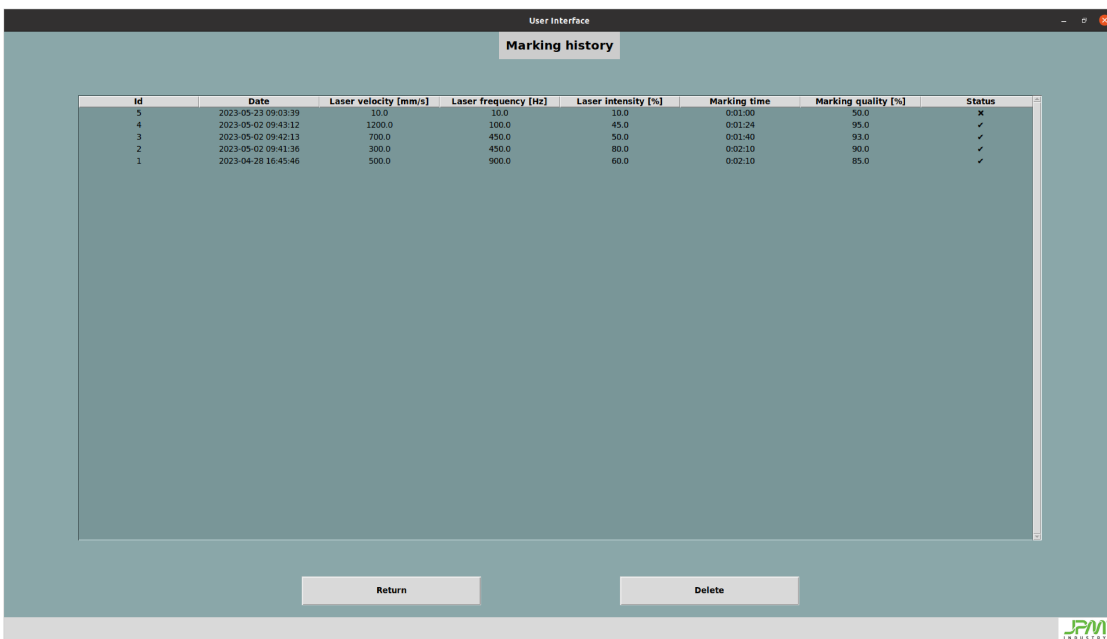 User Interface
Marking history
Id Date Laser velocity [mm/s] Laser frequency [Hz] Laser intensity [%] Marking time Marking quality [%] Status
5 2023-05-23 09:03:39 10.0 10.0 10.0 0:01:00 50.0 ✖
4 2023-05-02 09:43:12 1200.0 100.0 45.0 0:01:24 95.0 ✔
3 2023-05-02 09:42:13 700.0 450.0 50.0 0:01:40 93.0 ✔
2 2023-05-02 09:41:36 300.0 450.0 80.0 0:02:10 90.0 ✔
1 2023-04-28 16:45:46 500.0 900.0 60.0 0:02:10 85.0 ✔
Return Delete
JPM
INDUSTRY